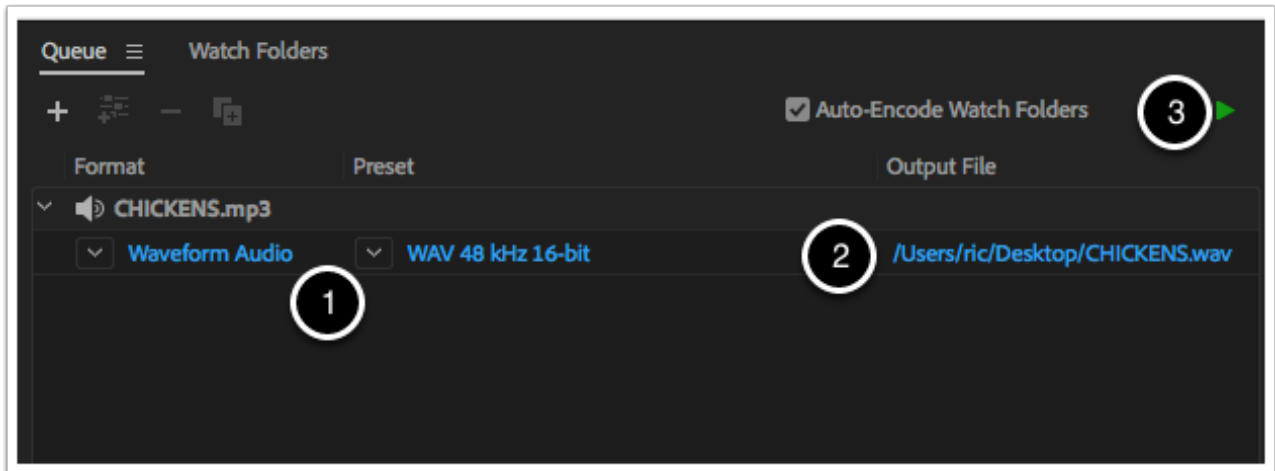 Queue Watch Folders
Auto-Encode Watch Folders 3
Format Preset Output File
CHICKENS.mp3
Waveform Audio WAV 48 kHz 16-bit 2 /Users/ric/Desktop/CHICKENS.wav
1